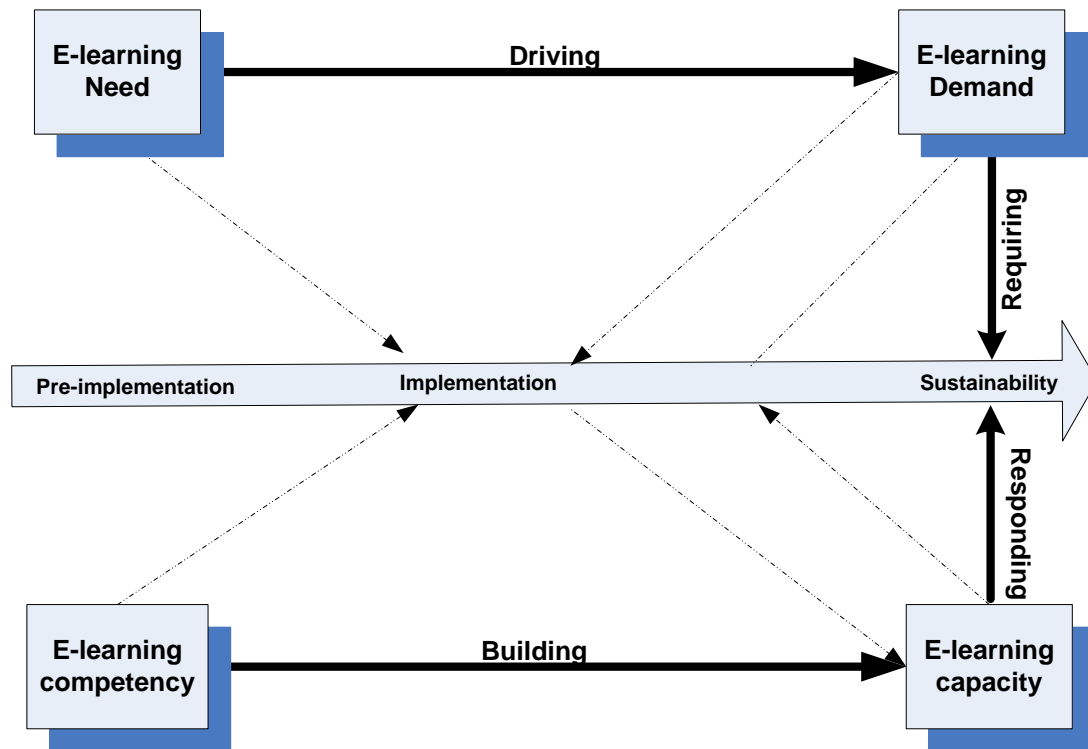 E-learning
Need
Driving
E-learning
Demand
Requiring
Pre-implementation
Implementation
Sustainability
Responding
E-learning
competency
Building
E-learning
capacity